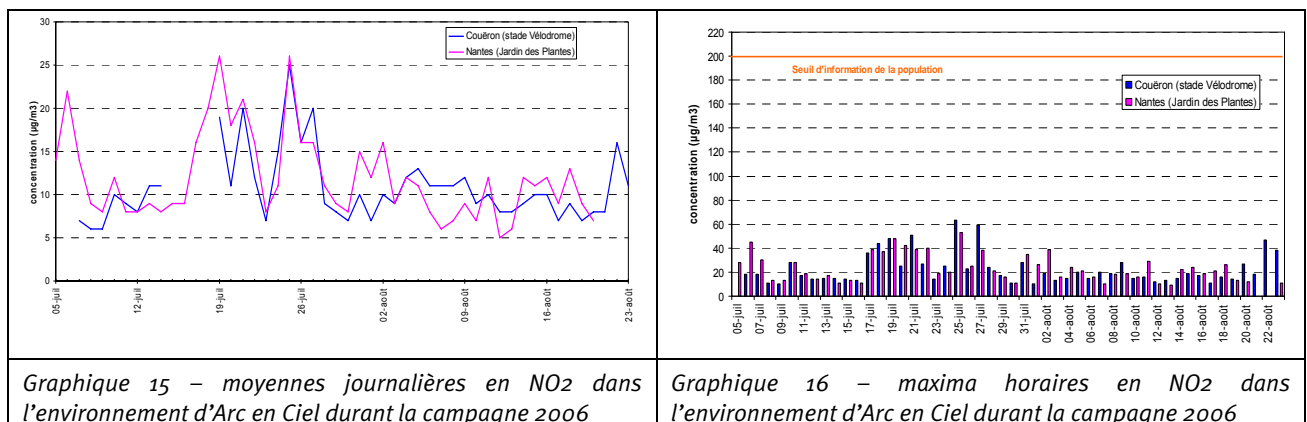 30
25
20
15
10
5
0
concentration (µg/m3)
Couëron (stade Vélodrome)
Nantes (Jardin des Plantes)
05-juil
12-juil
19-juil
26-juil
02-août
09-août
16-août
23-août
220
200
180
160
140
120
100
80
60
40
20
0
concentration (µg/m3)
Seuil d'information de la population
Couëron (stade Vélodrome)
Nantes (Jardin des Plantes)
05-juil
07-juil
09-juil
11-juil
13-juil
15-juil
17-juil
19-juil
21-juil
23-juil
25-juil
27-juil
29-juil
31-juil
02-août
04-août
06-août
08-août
10-août
12-août
14-août
16-août
18-août
20-août
22-août
Graphique 15 – moyennes journalières en NO2 dans
l'environnement d'Arc en Ciel durant la campagne 2006
Graphique 16 – maxima horaires en NO2 dans
l'environnement d'Arc en Ciel durant la campagne 2006